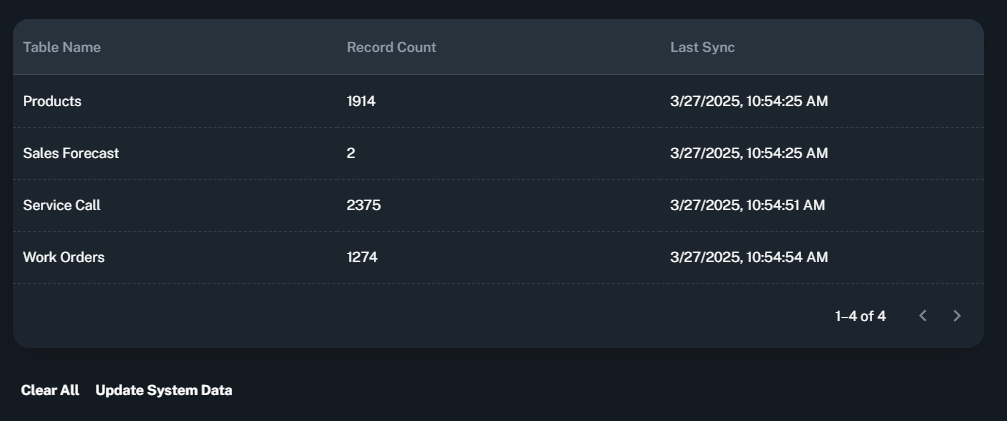 Table Name Record Count Last Sync
Products 1914 3/27/2025, 10:54:25 AM
Sales Forecast 2 3/27/2025, 10:54:25 AM
Service Call 2375 3/27/2025, 10:54:51 AM
Work Orders 1274 3/27/2025, 10:54:54 AM
1–4 of 4
Clear All Update System Data